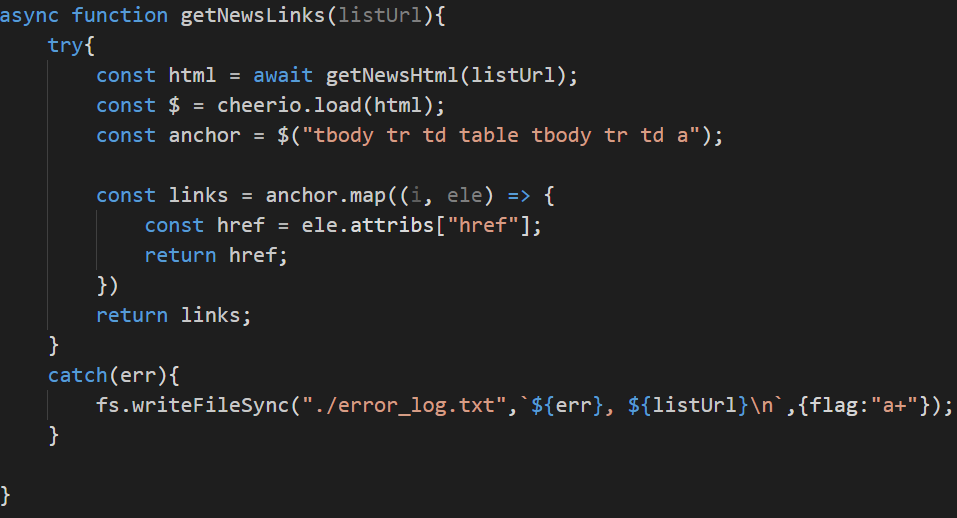 async function getNewsLinks(listUrl){
    try{
        const html = await getNewsHtml(listUrl);
        const $ = cheerio.load(html);
        const anchor = $("tbody tr td table tbody tr td a");

        const links = anchor.map((i, ele) => {
            const href = ele.attribs["href"];
            return href;
        })
        return links;
    }
    catch(err){
        fs.writeFileSync("./error_log.txt",`${err}, ${listUrl}\n`,{flag:"a+"});
    }

}